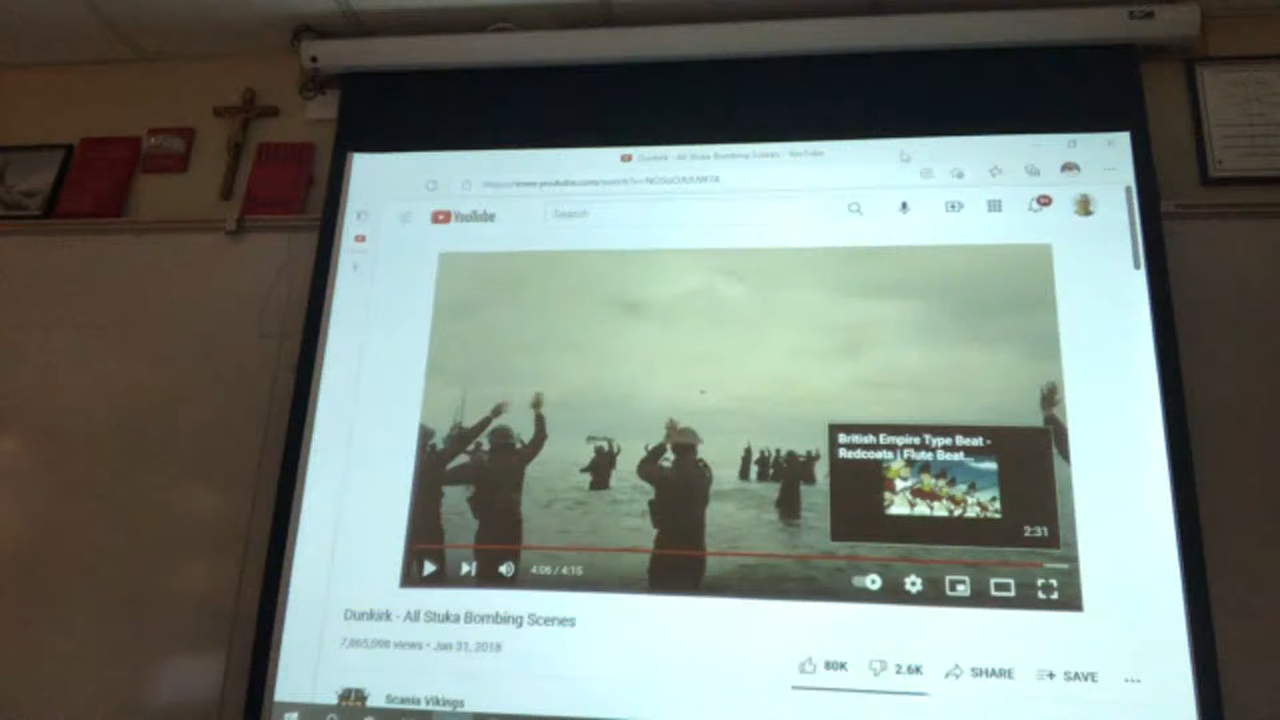 Dunkirk - All Stuka Bombing Scenes - YouTube
YouTube
Search
British Empire Type Beat -
Redcoats | Flute Beat...
2:31
4:06 / 4:15
Dunkirk - All Stuka Bombing Scenes
views • Jan 31, 2018
80K 2.6K SHARE SAVE
Scania Vikings